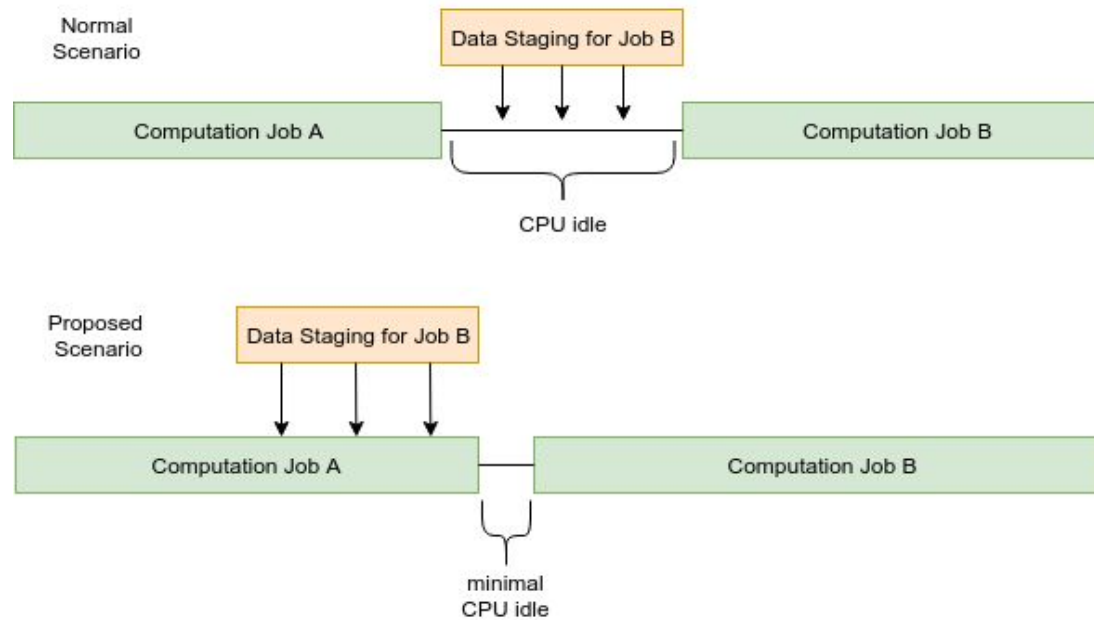 Normal
Scenario
Data Staging for Job B
Computation Job A
Computation Job B
CPU idle
Proposed
Scenario
Data Staging for Job B
Computation Job A
Computation Job B
minimal
CPU idle